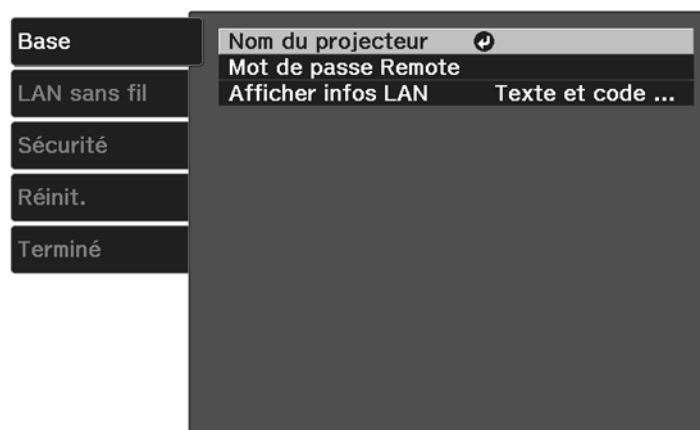 Base
LAN sans fil
Sécurité
Réinit.
Terminé
Nom du projecteur
Mot de passe Remote
Afficher infos LAN Texte et code ...